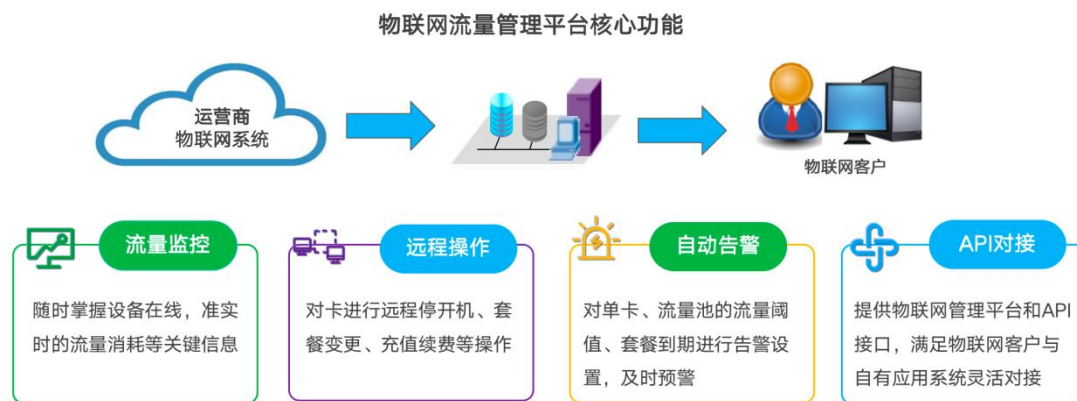 物联网流量管理平台核心功能
运营商
物联网系统
物联网客户
流量监控
随时掌握设备在线，准实
时的流量消耗等关键信息
远程操作
对卡进行远程停开机、套
餐变更、充值续费等操作
自动告警
对单卡、流量池的流量阈
值、套餐到期进行告警设
置，及时预警
API对接
提供物联网管理平台和API
接口，满足物联网客户与
自有应用系统灵活对接